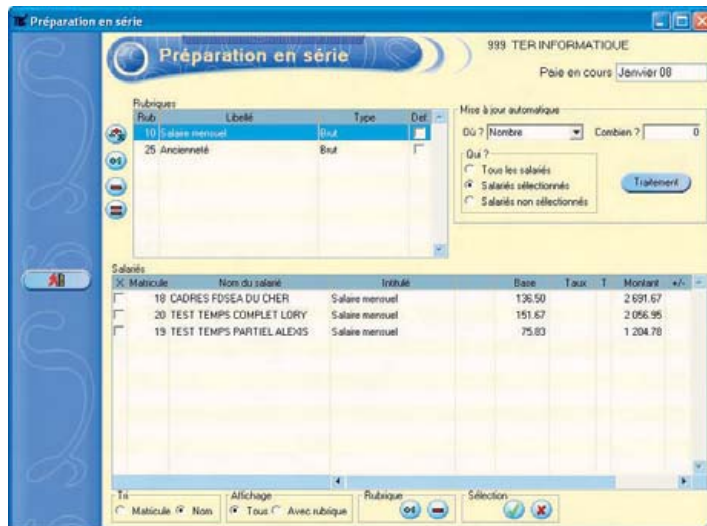 Préparation en série
Préparation en série
999 TER INFORMATIQUE
Paie en cours Janvier 08
Rubriques
Rub Libellé Type Def.
10 Salaire mensuel Brut
25 Ancienneté Brut
Mise à jour automatique
Où ? Nombre Combien ? 0
Qui ?
Tous les salariés
Salariés sélectionnés
Salariés non sélectionnés
Traitement
Salariés
X Matricule Nom du salarié Intitulé Base Taux T Montant +/-
18 CADRES FDSEA DU CHER Salaire mensuel 136.50 2 691.67
20 TEST TEMPS COMPLET LORY Salaire mensuel 151.67 2 056.95
19 TEST TEMPS PARTIEL ALEXIS Salaire mensuel 75.83 1 204.78
Tri Affichage Rubrique Sélection
Matricule Nom Tous Avec rubrique